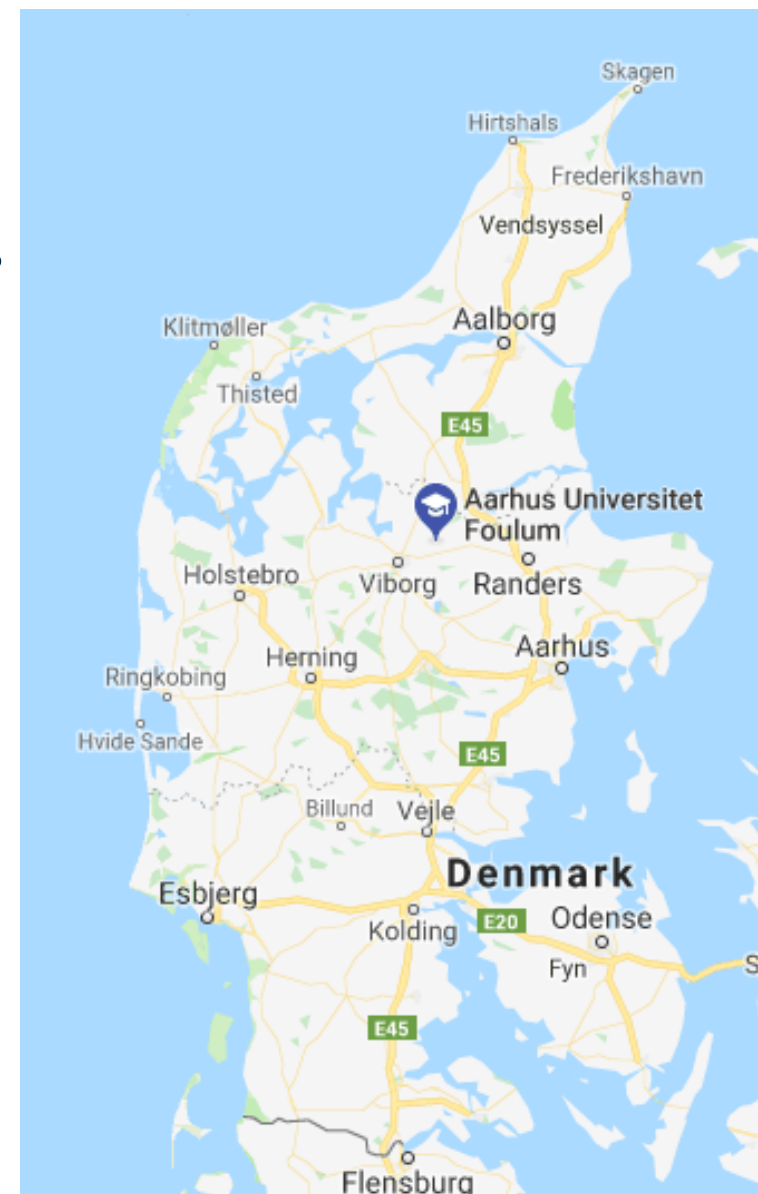 Skagen
Hirtshals
Frederikshavn
Vendsyssel
Aalborg
Klitmøller
Thisted
E45
Aarhus Universitet
Foulum
Holstebro
Viborg
Randers
Herning
Aarhus
Ringkobing
Hvide Sande
E45
Billund
Vejle
Denmark
Esbjerg
Kolding
E20
Odense
Fyn
S
E45
Flensburg